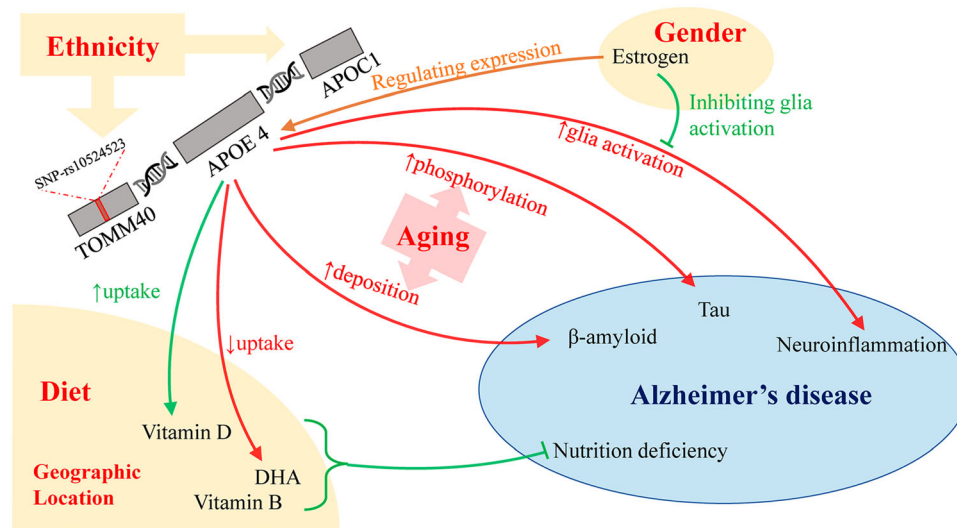 Ethnicity
Gender
Estrogen
Regulating expression
APOC1
Inhibiting glia
activation
↑glia activation
SNP-rs10524523
APOE 4
↑phosphorylation
TOMM40
Aging
↑deposition
↑uptake
↓uptake
Tau
β-amyloid
Neuroinflammation
Diet
Alzheimer’s disease
Vitamin D
Nutrition deficiency
Geographic
Location
DHA
Vitamin B